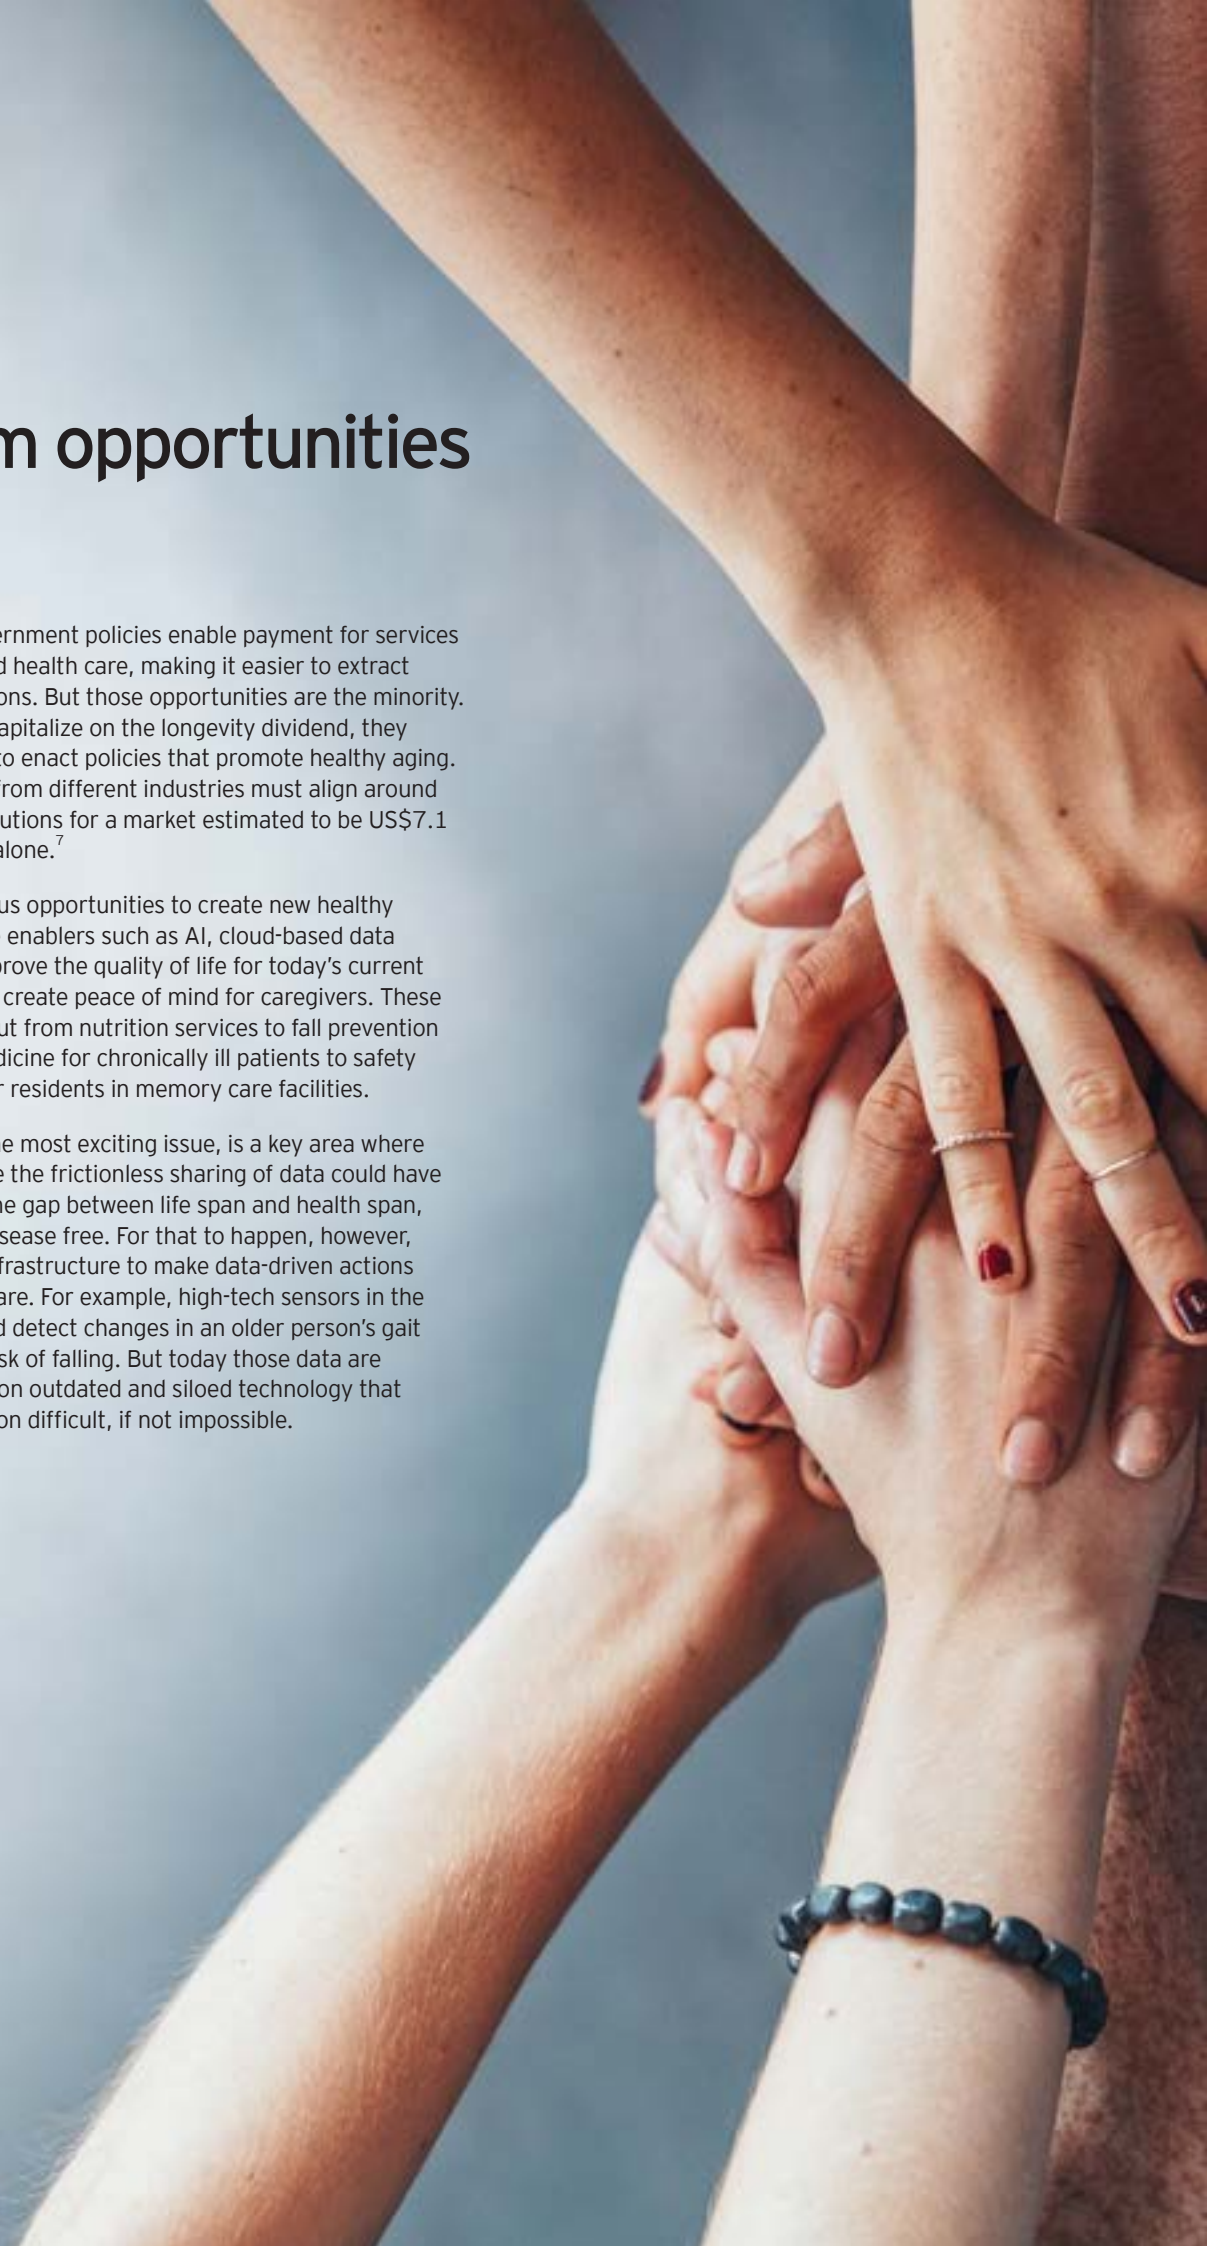 m opportunities
ernment policies enable payment for services
d health care, making it easier to extract
ons. But those opportunities are the minority.
apitalize on the longevity dividend, they
to enact policies that promote healthy aging.
from different industries must align around
utions for a market estimated to be US$7.1
alone.7
us opportunities to create new healthy
enablers such as AI, cloud-based data
prove the quality of life for today's current
create peace of mind for caregivers. These
ut from nutrition services to fall prevention
dicine for chronically ill patients to safety
r residents in memory care facilities.
e most exciting issue, is a key area where
e the frictionless sharing of data could have
he gap between life span and health span,
sease free. For that to happen, however,
frastructure to make data-driven actions
are. For example, high-tech sensors in the
d detect changes in an older person's gait
sk of falling. But today those data are
on outdated and siloed technology that
on difficult, if not impossible.